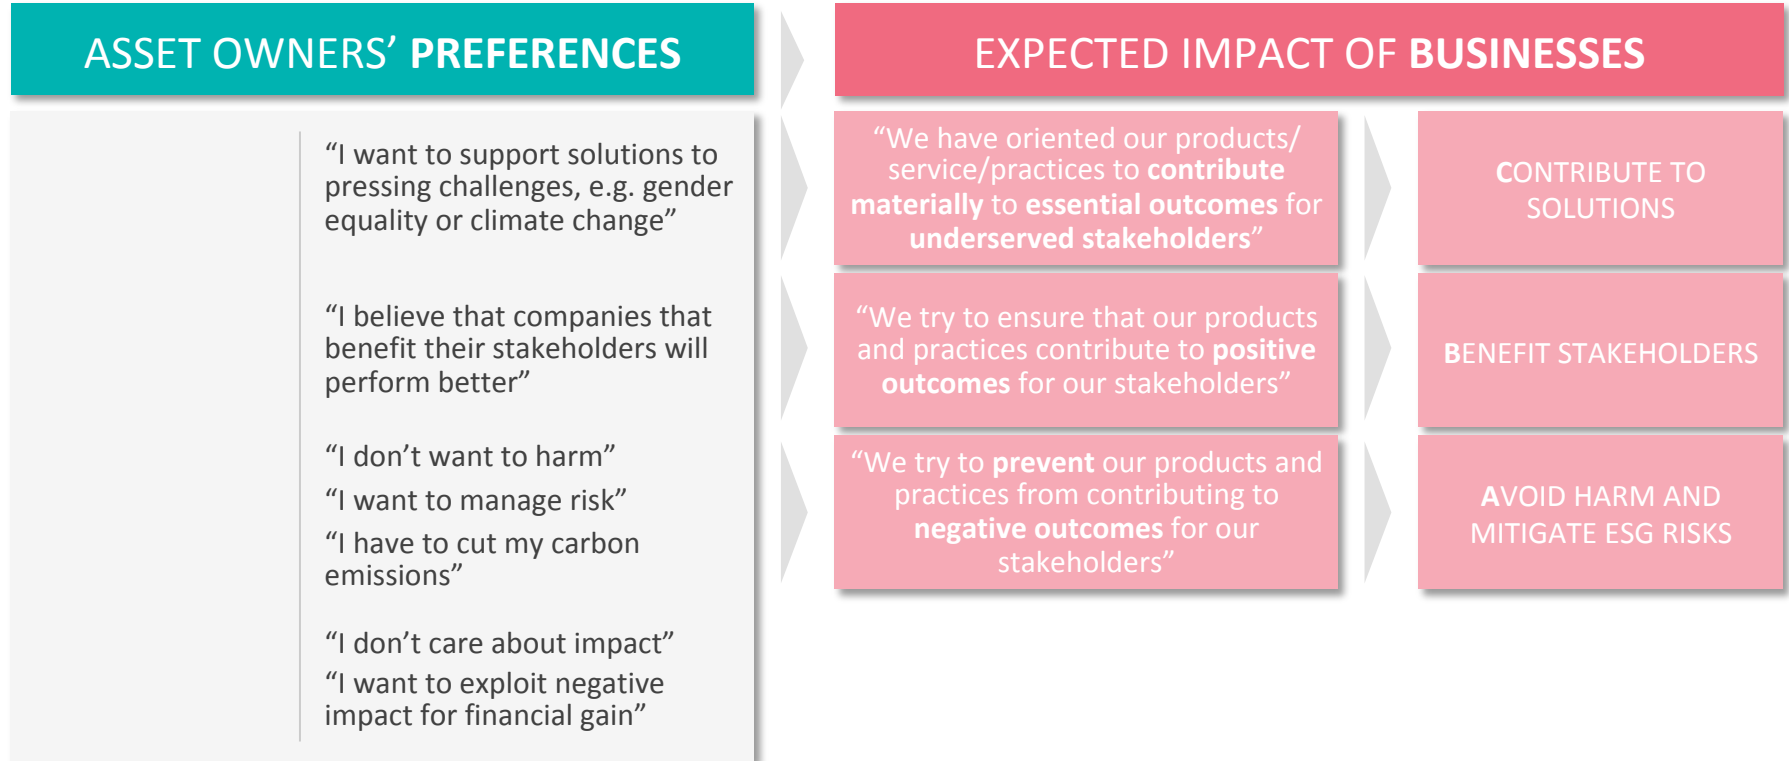 ASSET OWNERS’ PREFERENCES
EXPECTED IMPACT OF BUSINESSES
“I want to support solutions to
pressing challenges, e.g. gender
equality or climate change”
“We have oriented our products/
service/practices to contribute
materially to essential outcomes for
underserved stakeholders”
CONTRIBUTE TO
SOLUTIONS
“I believe that companies that
benefit their stakeholders will
perform better”
“We try to ensure that our products
and practices contribute to positive
outcomes for our stakeholders”
BENEFIT STAKEHOLDERS
“I don’t want to harm”
“I want to manage risk”
“I have to cut my carbon
emissions”
“We try to prevent our products and
practices from contributing to
negative outcomes for our
stakeholders”
AVOID HARM AND
MITIGATE ESG RISKS
“I don’t care about impact”
“I want to exploit negative
impact for financial gain”